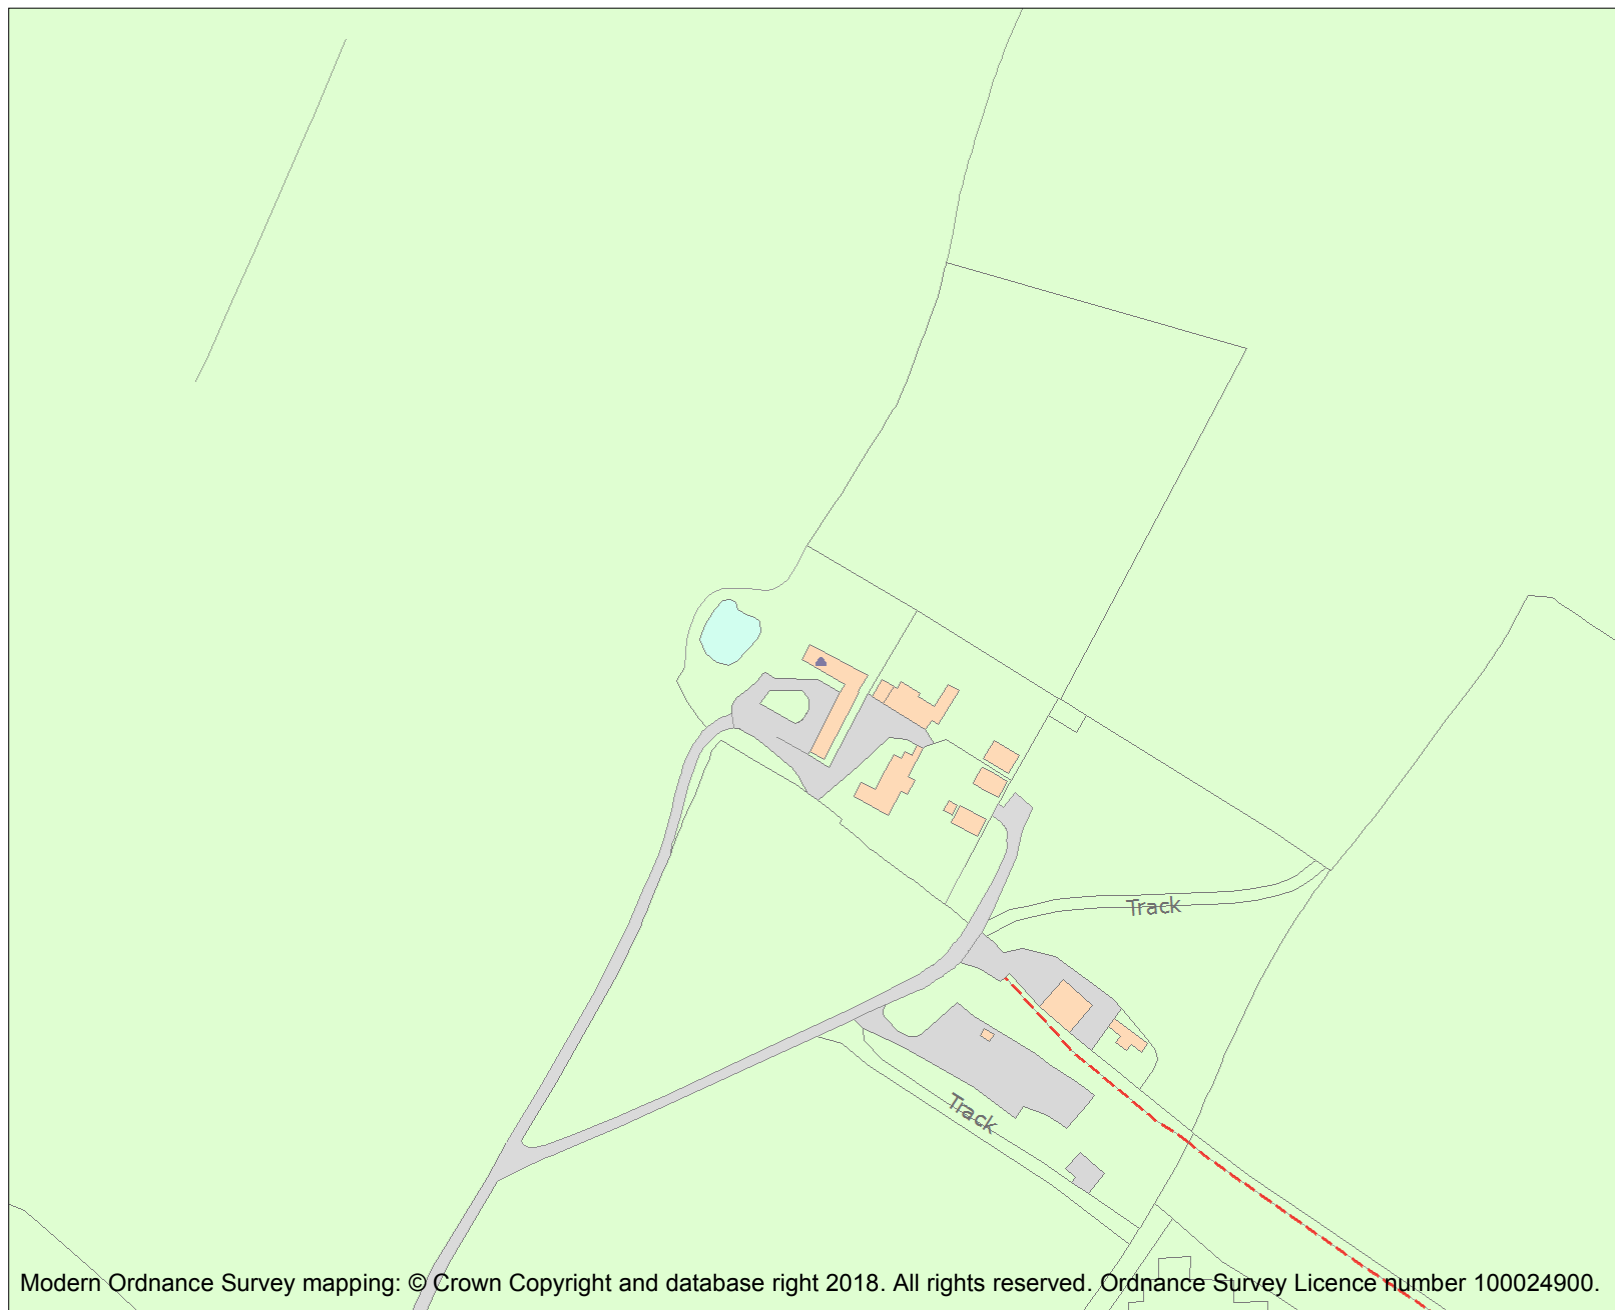 Track
Track
Modern Ordnance Survey mapping: © Crown Copyright and database right 2018. All rights reserved. Ordnance Survey Licence number 100024900.